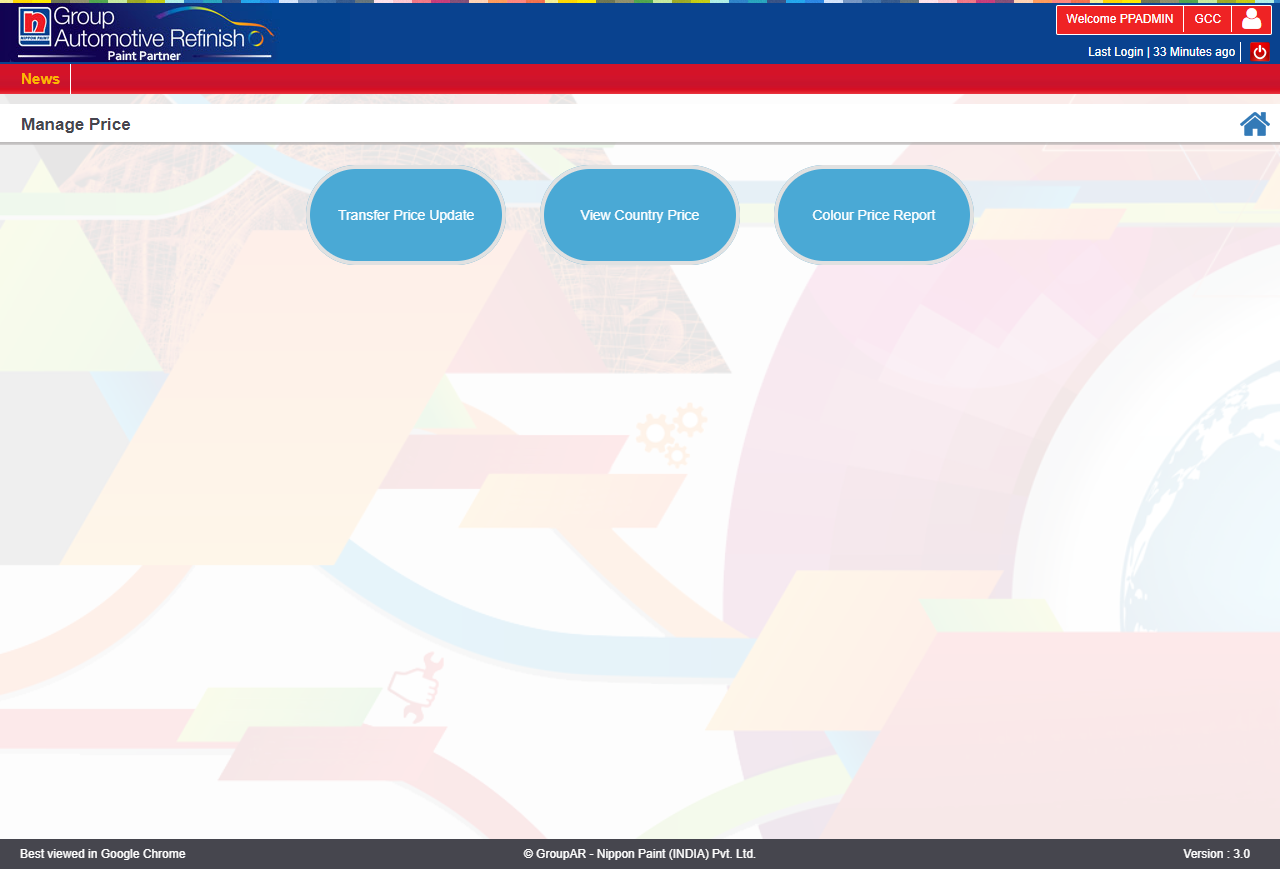 n
NIPPON PAINT
Group
Automotive Refinish
Paint Partner
Welcome PPADMIN
GCC
Last Login | 33 Minutes ago
News
Manage Price
Transfer Price Update
View Country Price
Colour Price Report
Best viewed in Google Chrome
© GroupAR - Nippon Paint (INDIA) Pvt. Ltd.
Version : 3.0